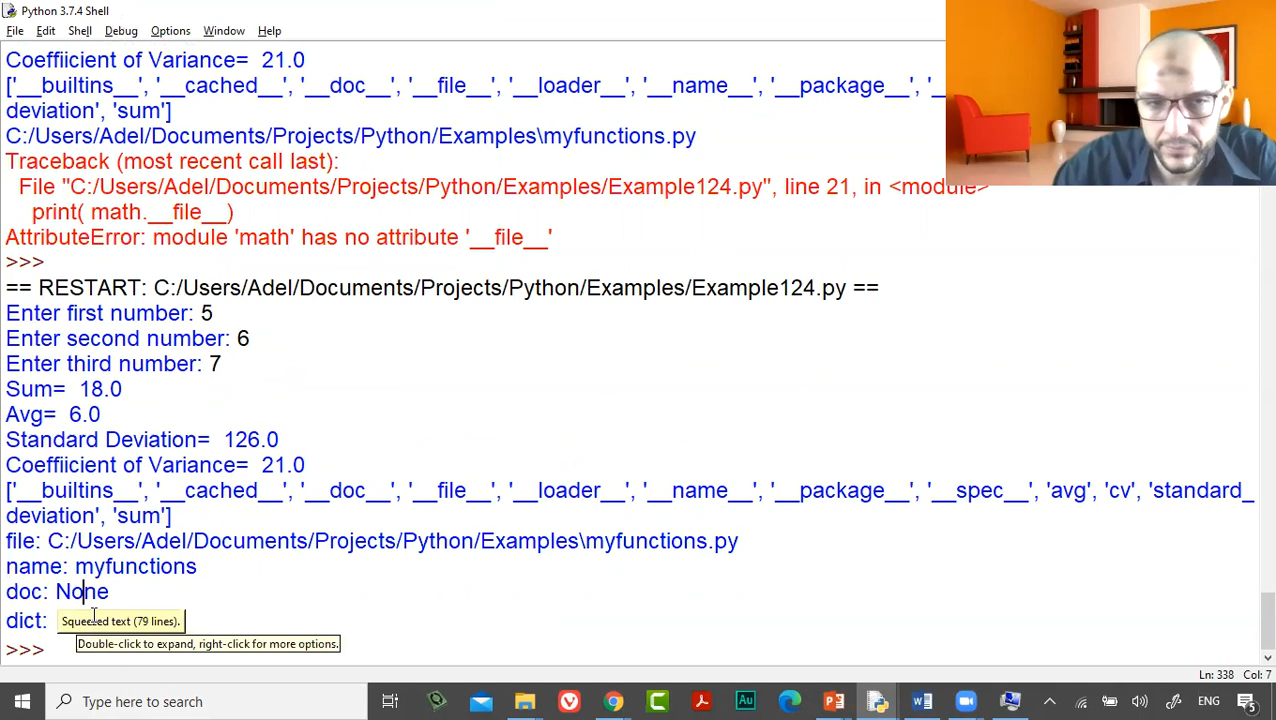 Python 3.7.4 Shell
File Edit Shell Debug Options Window Help
Coeffiicient of Variance= 21.0
['__builtins__', '__cached__', '__doc__', '__file__', '__loader__', '__name__', '__package__', '__
deviation', 'sum']
C:/Users/Adel/Documents/Projects/Python/Examples\myfunctions.py
Traceback (most recent call last):
File "C:/Users/Adel/Documents/Projects/Python/Examples/Example124.py", line 21, in <module>
print( math.__file__)
AttributeError: module 'math' has no attribute '__file__'
>>>
== RESTART: C:/Users/Adel/Documents/Projects/Python/Examples/Example124.py ==
Enter first number: 5
Enter second number: 6
Enter third number: 7
Sum= 18.0
Avg= 6.0
Standard Deviation= 126.0
Coeffiicient of Variance= 21.0
['__builtins__', '__cached__', '__doc__', '__file__', '__loader__', '__name__', '__package__', '__spec__', 'avg', 'cv', 'standard_
deviation', 'sum']
file: C:/Users/Adel/Documents/Projects/Python/Examples\myfunctions.py
name: myfunctions
doc: None
dict: Squeezed text (79 lines).
Double-click to expand, right-click for more options.
>>>
Ln: 338 Col: 7
Type here to search
ENG
5